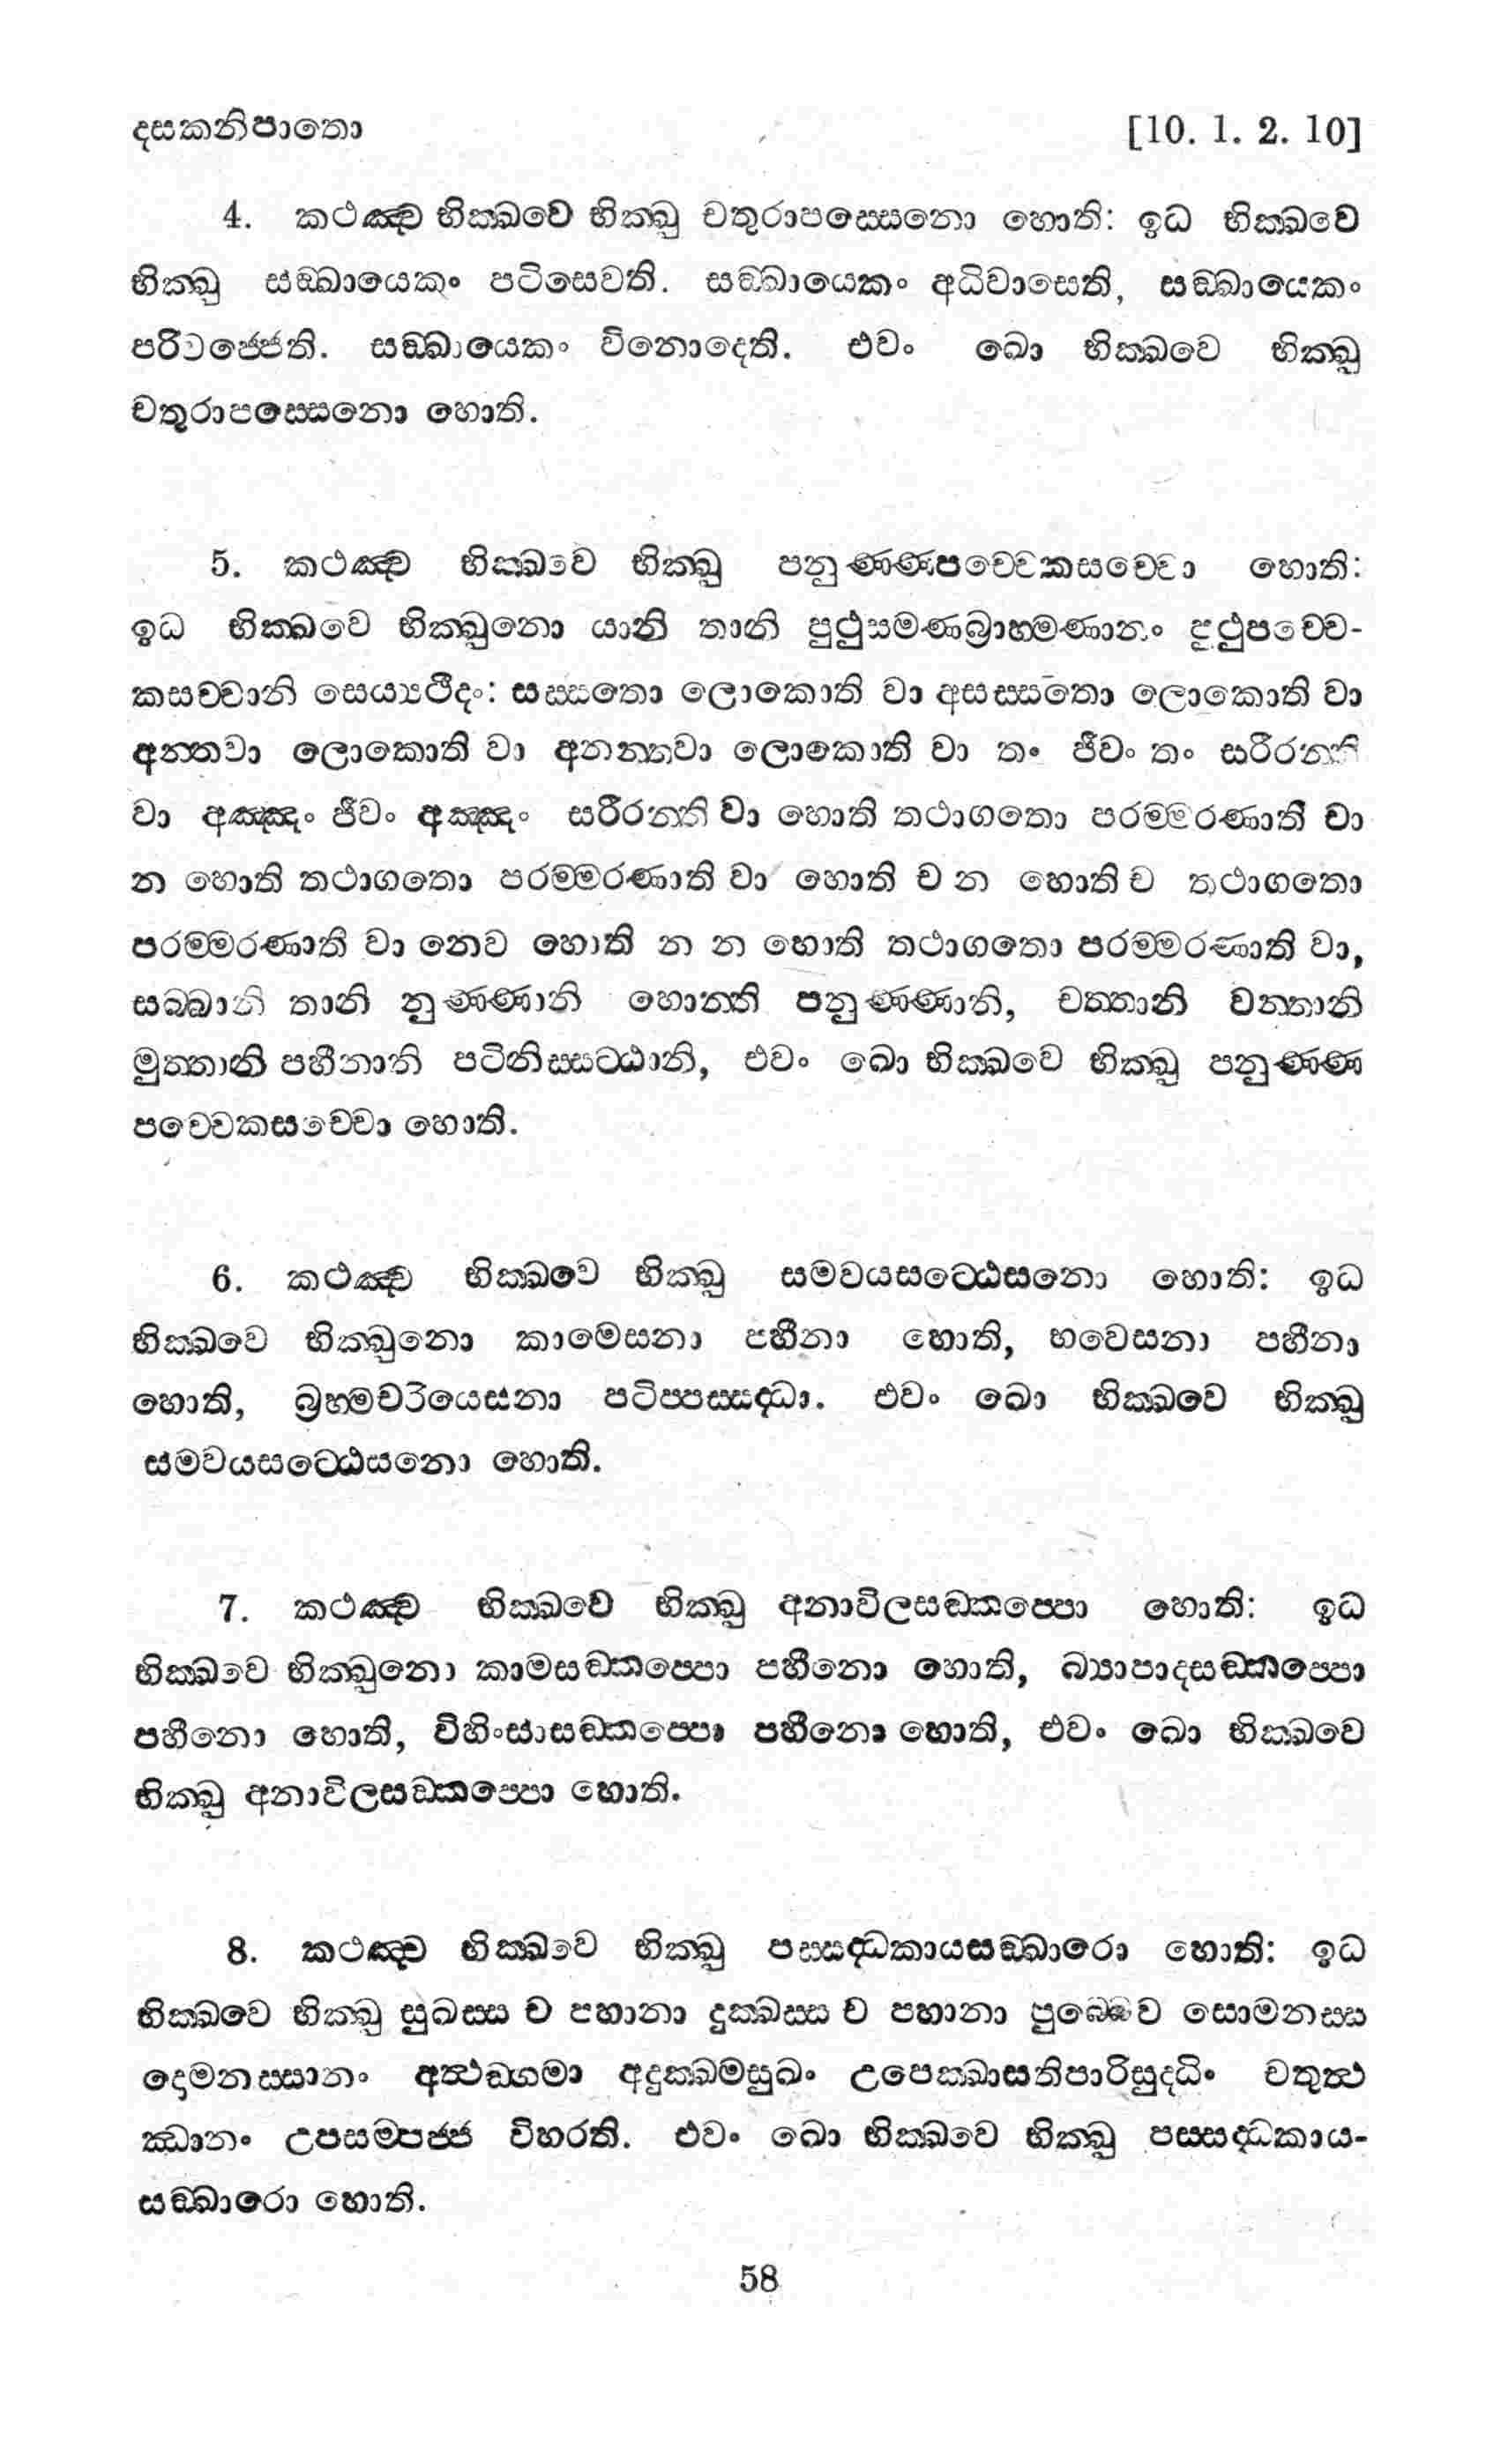 දසකනිපාතො [10. 1. 2. 10]
4. කථඤ්ච භික්ඛවෙ භික්ඛු චතුරාපස්සෙනො හොති: ඉධ භික්ඛවෙ
භික්ඛු සඞ්ඛායෙකං පටිසෙවති. සඞ්ඛායෙකං අධිවාසෙති, සඞ්ඛායෙකං
පරිවජ්ජෙති. සඞ්ඛායෙකං විනොදෙති. එවං ඛො භික්ඛවෙ භික්ඛු
චතුරාපස්සෙනො හොති.
5. කථඤ්ච භික්ඛවෙ භික්ඛු පනුණ්ණපච්චෙකසච්චො හොති:
ඉධ භික්ඛවෙ භික්ඛුනො යානි තානි පුථුසමණබ්‍රාහ්මණානං පුථුපච්චෙ-
කසච්චානි සෙය්‍යථීදං: සස්සතො ලොකොති වා අසස්සතො ලොකොති වා
අන්තවා ලොකොති වා අනන්තවා ලොකොති වා තං ජීවං තං සරීරන්ති
වා අඤ්ඤං ජීවං අඤ්ඤං සරීරන්ති වා හොති තථාගතො පරම්මරණාති වා
න හොති තථාගතො පරම්මරණාති වා හොති ච න හොති ච තථාගතො
පරම්මරණාති වා නෙව හොති න න හොති තථාගතො පරම්මරණාති වා,
සබ්බානි තානි නුණ්ණානි හොන්ති පනුණ්ණානි, චත්තානි වන්තානි
මුත්තානි පහීනානි පටිනිස්සට්ඨානි, එවං ඛො භික්ඛවෙ භික්ඛු පනුණ්ණ
පච්චෙකසච්චො හොති.
6. කථඤ්ච භික්ඛවෙ භික්ඛු සමවයසට්ඨෙසනො හොති: ඉධ
භික්ඛවෙ භික්ඛුනො කාමෙසනා පහීනා හොති, භවෙසනා පහීනා
හොති, බ්‍රහ්මචරියෙසනා පටිප්පස්සද්ධා. එවං ඛො භික්ඛවෙ භික්ඛු
සමවයසට්ඨෙසනො හොති.
7. කථඤ්ච භික්ඛවෙ භික්ඛු අනාවිලසඞ්කප්පො හොති: ඉධ
භික්ඛවෙ භික්ඛුනො කාමසඞ්කප්පො පහීනො හොති, බ්‍යාපාදසඞ්කප්පො
පහීනො හොති, විහිංසාසඞ්කප්පො පහීනො හොති, එවං ඛො භික්ඛවෙ
භික්ඛු අනාවිලසඞ්කප්පො හොති.
8. කථඤ්ච භික්ඛවෙ භික්ඛු පස්සද්ධකායසඞ්ඛාරො හොති: ඉධ
භික්ඛවෙ භික්ඛු සුඛස්ස ච පහානා දුක්ඛස්ස ච පහානා පුබ්බෙව සොමනස්ස
දොමනස්සානං අත්ථඞ්ගමා අදුක්ඛමසුඛං උපෙක්ඛාසතිපාරිසුද්ධිං චතුත්ථ
ඣානං උපසම්පජ්ජ විහරති. එවං ඛො භික්ඛවෙ භික්ඛු පස්සද්ධකාය-
සඞ්ඛාරො හොති.
58